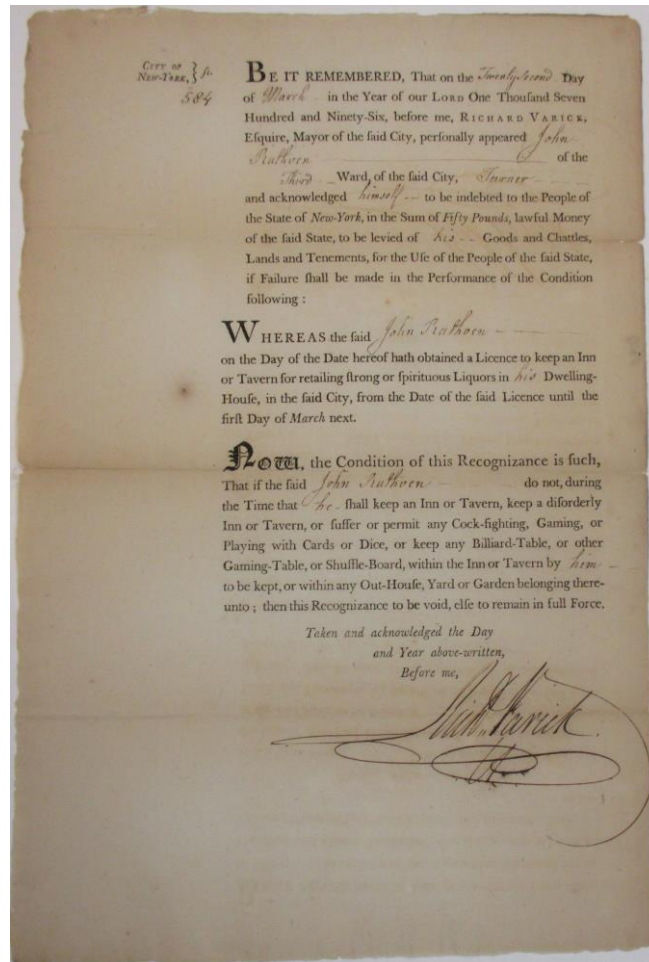 CITY OF
NEW-YORK, } ſs.
584
BE IT REMEMBERED, That on the Twenty Second Day
of March in the Year of our LORD One Thouſand Seven
Hundred and Ninety-Six, before me, RICHARD VARICK,
Eſquire, Mayor of the ſaid City, perſonally appeared John
Ruthven of the
Third Ward, of the ſaid City,
and acknowledged himself to be indebted to the People of
the State of New-York, in the Sum of Fifty Pounds, lawful Money
of the ſaid State, to be levied of his Goods and Chattles,
Lands and Tenements, for the Uſe of the People of the ſaid State,
if Failure ſhall be made in the Performance of the Condition
following :
WHEREAS the ſaid John Ruthven
on the Day of the Date hereof hath obtained a Licence to keep an Inn
or Tavern for retailing ſtrong or ſpirituous Liquors in his Dwelling-
Houſe, in the ſaid City, from the Date of the ſaid Licence until the
firſt Day of March next.
NOW, the Condition of this Recognizance is ſuch,
That if the ſaid John Ruthven do not, during
the Time that he ſhall keep an Inn or Tavern, keep a diſorderly
Inn or Tavern, or ſuffer or permit any Cock-fighting, Gaming, or
Playing with Cards or Dice, or keep any Billiard-Table, or other
Gaming-Table, or Shuffle-Board, within the Inn or Tavern by him
to be kept, or within any Out-Houſe, Yard or Garden belonging there-
unto ; then this Recognizance to be void, elſe to remain in full Force.
Taken and acknowledged the Day
and Year above-written,
Before me,
Richd. Varick